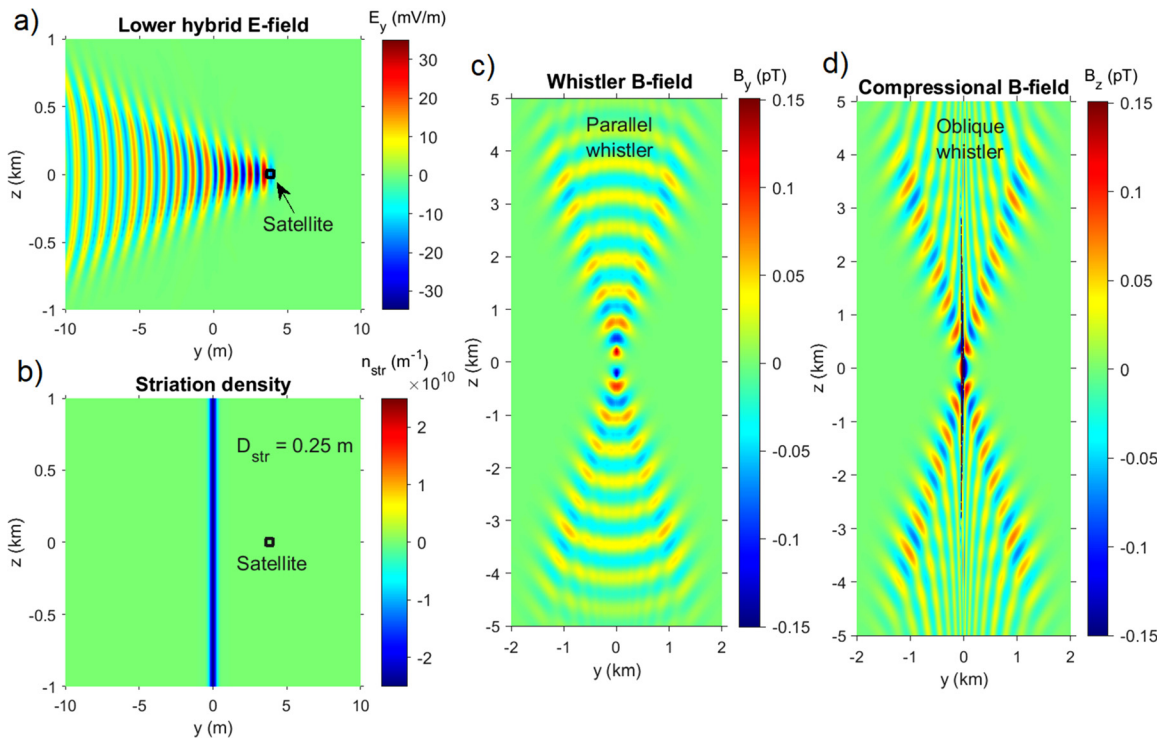 a)
Lower hybrid E-field
E_y (mV/m)
1
0.5
0
-0.5
-1
z (km)
-10 -5 0 5 10
y (m)
Satellite
30
20
10
0
-10
-20
-30
b)
Striation density
n_str (m^-1)
×10^10
1
0.5
0
-0.5
-1
z (km)
-10 -5 0 5 10
y (m)
D_str = 0.25 m
Satellite
2
1
0
-1
-2
c)
Whistler B-field
B_y (pT)
Parallel
whistler
5
4
3
2
1
0
-1
-2
-3
-4
-5
z (km)
-2 -1 0 1 2
y (km)
0.15
0.1
0.05
0
-0.05
-0.1
-0.15
d)
Compressional B-field
B_z (pT)
Oblique
whistler
5
4
3
2
1
0
-1
-2
-3
-4
-5
z (km)
-2 -1 0 1 2
y (km)
0.15
0.1
0.05
0
-0.05
-0.1
-0.15